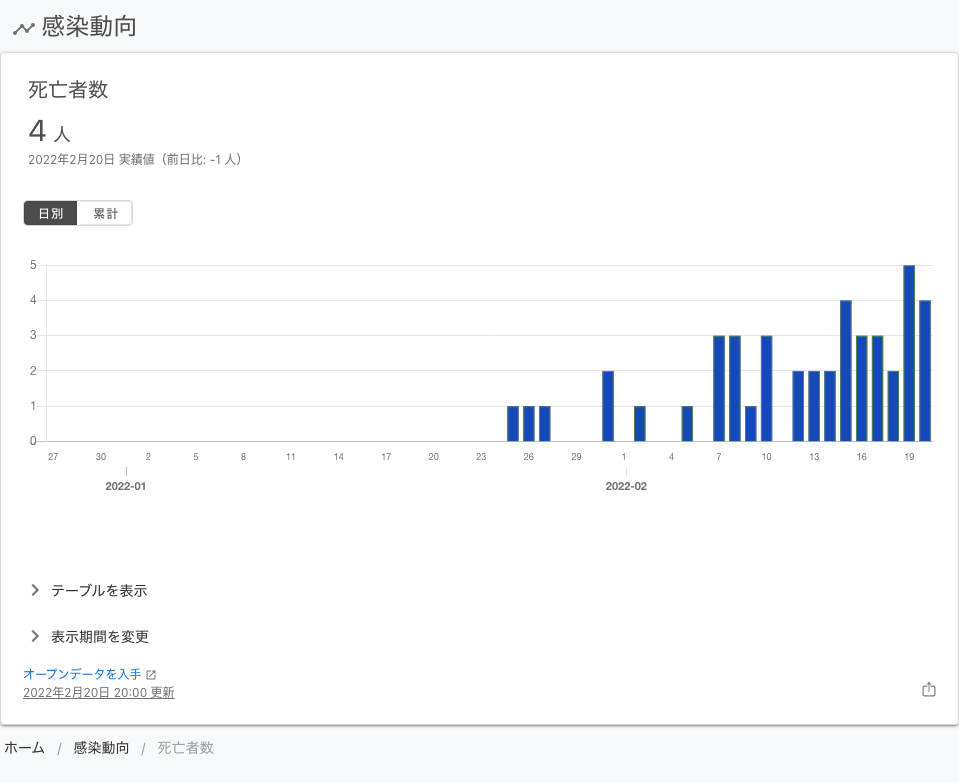 感染動向
死亡者数
4 人
2022年2月20日 実績値（前日比: -1 人）
日別 累計
5
4
3
2
1
0
27 30 2 5 8 11 14 17 20 23 26 29 1 4 7 10 13 16 19
2022-01 2022-02
テーブルを表示
表示期間を変更
オープンデータを入手
2022年2月20日 20:00 更新
ホーム / 感染動向 / 死亡者数